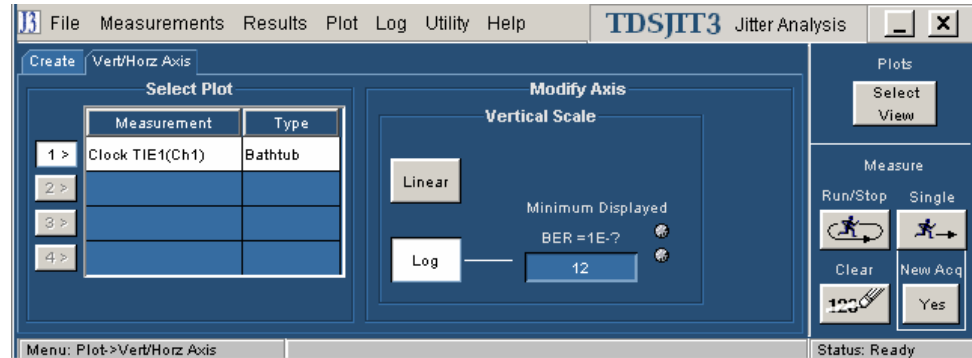 J3 File Measurements Results Plot Log Utility Help TDSJIT3 Jitter Analysis
Create Vert/Horz Axis
Select Plot
Measurement Type
1 > Clock TIE1(Ch1) Bathtub
2 >
3 >
4 >
Modify Axis
Vertical Scale
Linear
Log
Minimum Displayed
BER =1E-?
12
Plots
Select View
Measure
Run/Stop Single
Clear New Acq
123 Yes
Menu: Plot->Vert/Horz Axis Status: Ready